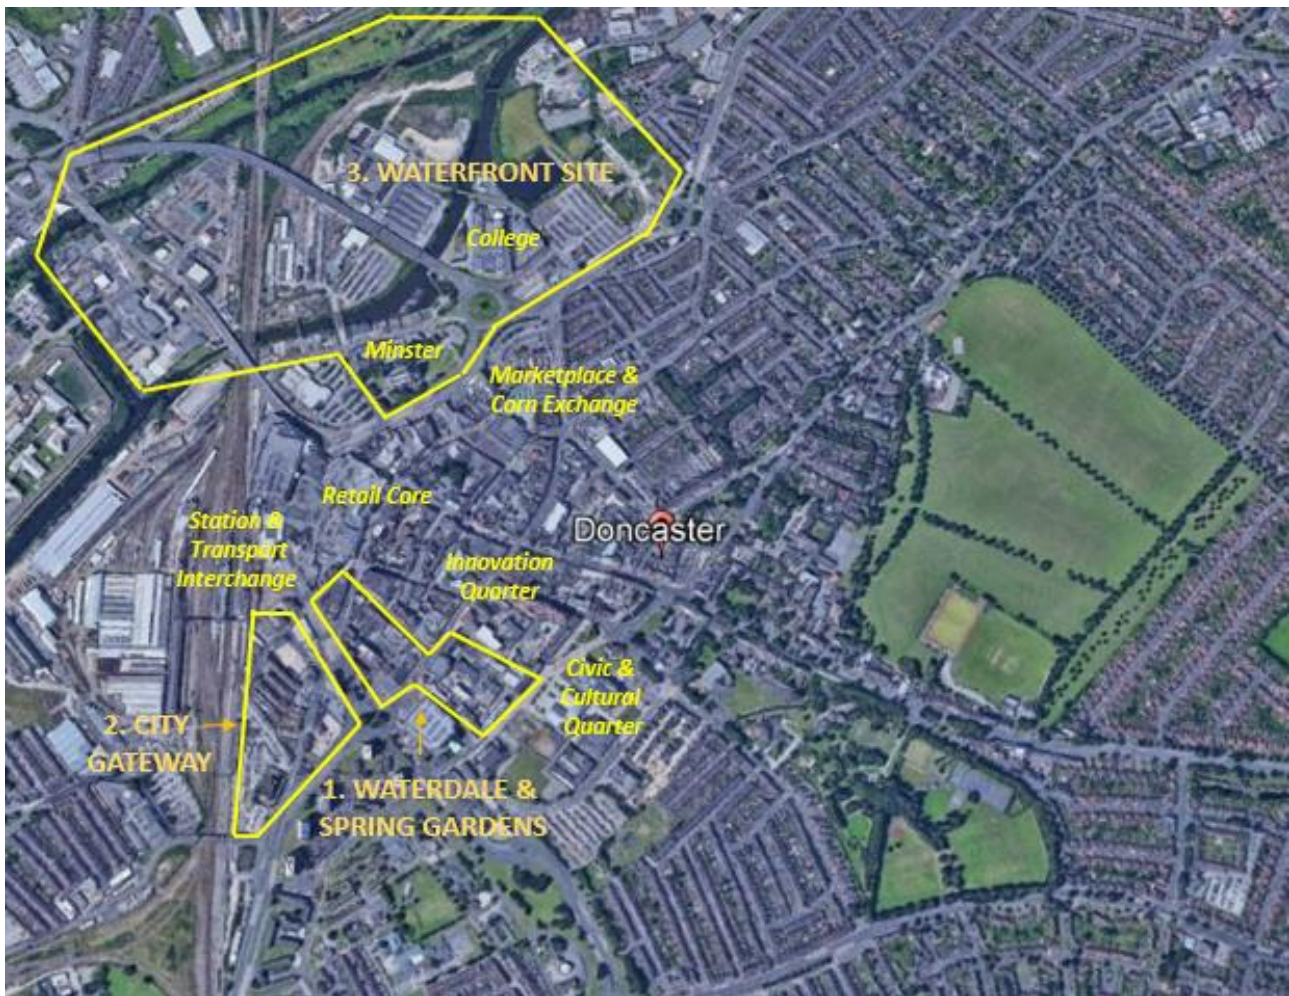 3. WATERFRONT SITE
College
Minster
Marketplace &
Corn Exchange
Retail Core
Station &
Transport
Interchange
Doncaster
Innovation
Quarter
Civic &
Cultural
Quarter
2. CITY
GATEWAY
1. WATERDALE &
SPRING GARDENS